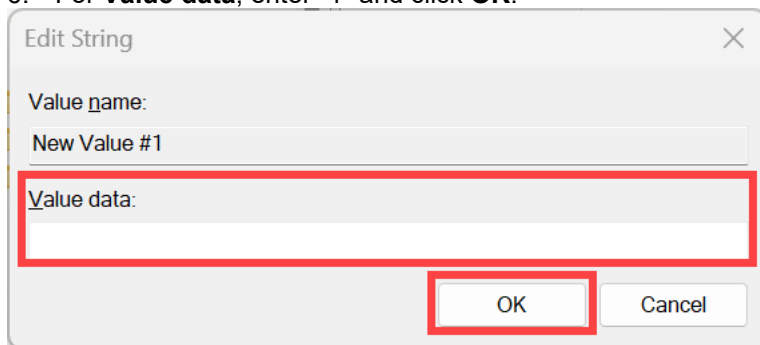 Edit String
Value name:
New Value #1
Value data:
OK
Cancel